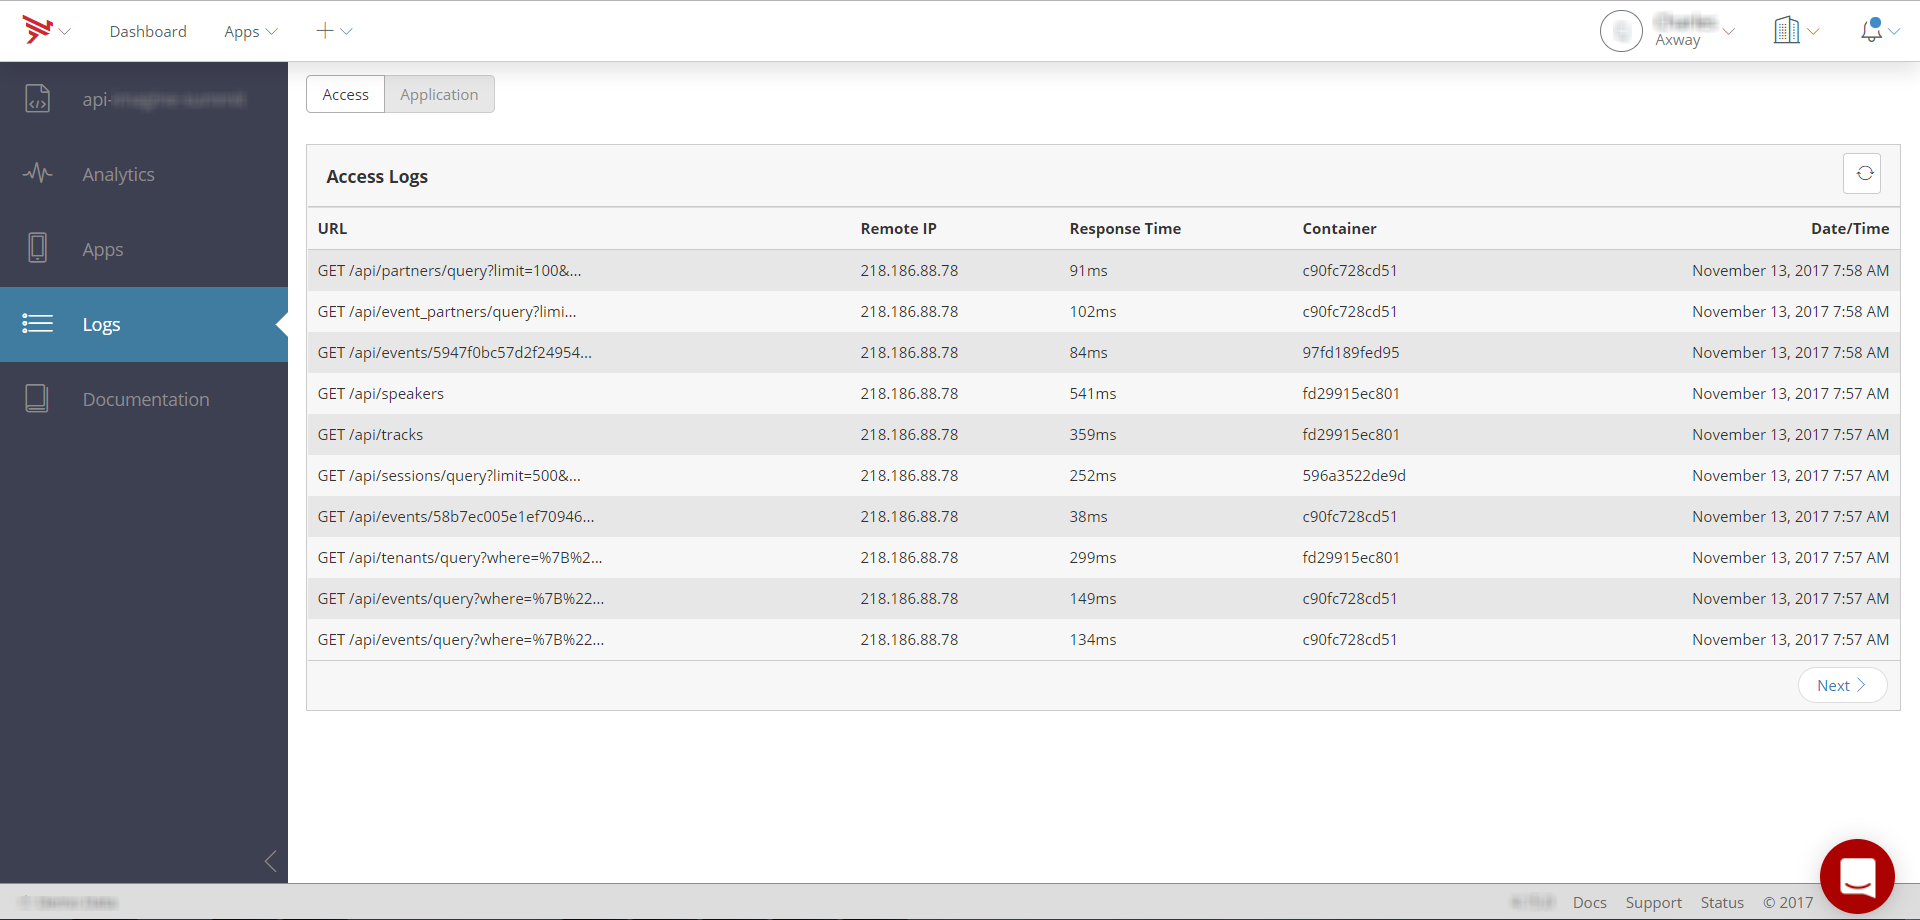 Dashboard Apps
Axway
api-
Analytics
Apps
Logs
Documentation
Access Application
Access Logs
URL Remote IP Response Time Container Date/Time
GET /api/partners/query?limit=100&... 218.186.88.78 91ms c90fc728cd51 November 13, 2017 7:58 AM
GET /api/event_partners/query?limi... 218.186.88.78 102ms c90fc728cd51 November 13, 2017 7:58 AM
GET /api/events/5947f0bc57d2f24954... 218.186.88.78 84ms 97fd189fed95 November 13, 2017 7:58 AM
GET /api/speakers 218.186.88.78 541ms fd29915ec801 November 13, 2017 7:57 AM
GET /api/tracks 218.186.88.78 359ms fd29915ec801 November 13, 2017 7:57 AM
GET /api/sessions/query?limit=500&... 218.186.88.78 252ms 596a3522de9d November 13, 2017 7:57 AM
GET /api/events/58b7ec005e1ef70946... 218.186.88.78 38ms c90fc728cd51 November 13, 2017 7:57 AM
GET /api/tenants/query?where=%7B%2... 218.186.88.78 299ms fd29915ec801 November 13, 2017 7:57 AM
GET /api/events/query?where=%7B%22... 218.186.88.78 149ms c90fc728cd51 November 13, 2017 7:57 AM
GET /api/events/query?where=%7B%22... 218.186.88.78 134ms c90fc728cd51 November 13, 2017 7:57 AM
Next
Docs Support Status © 2017